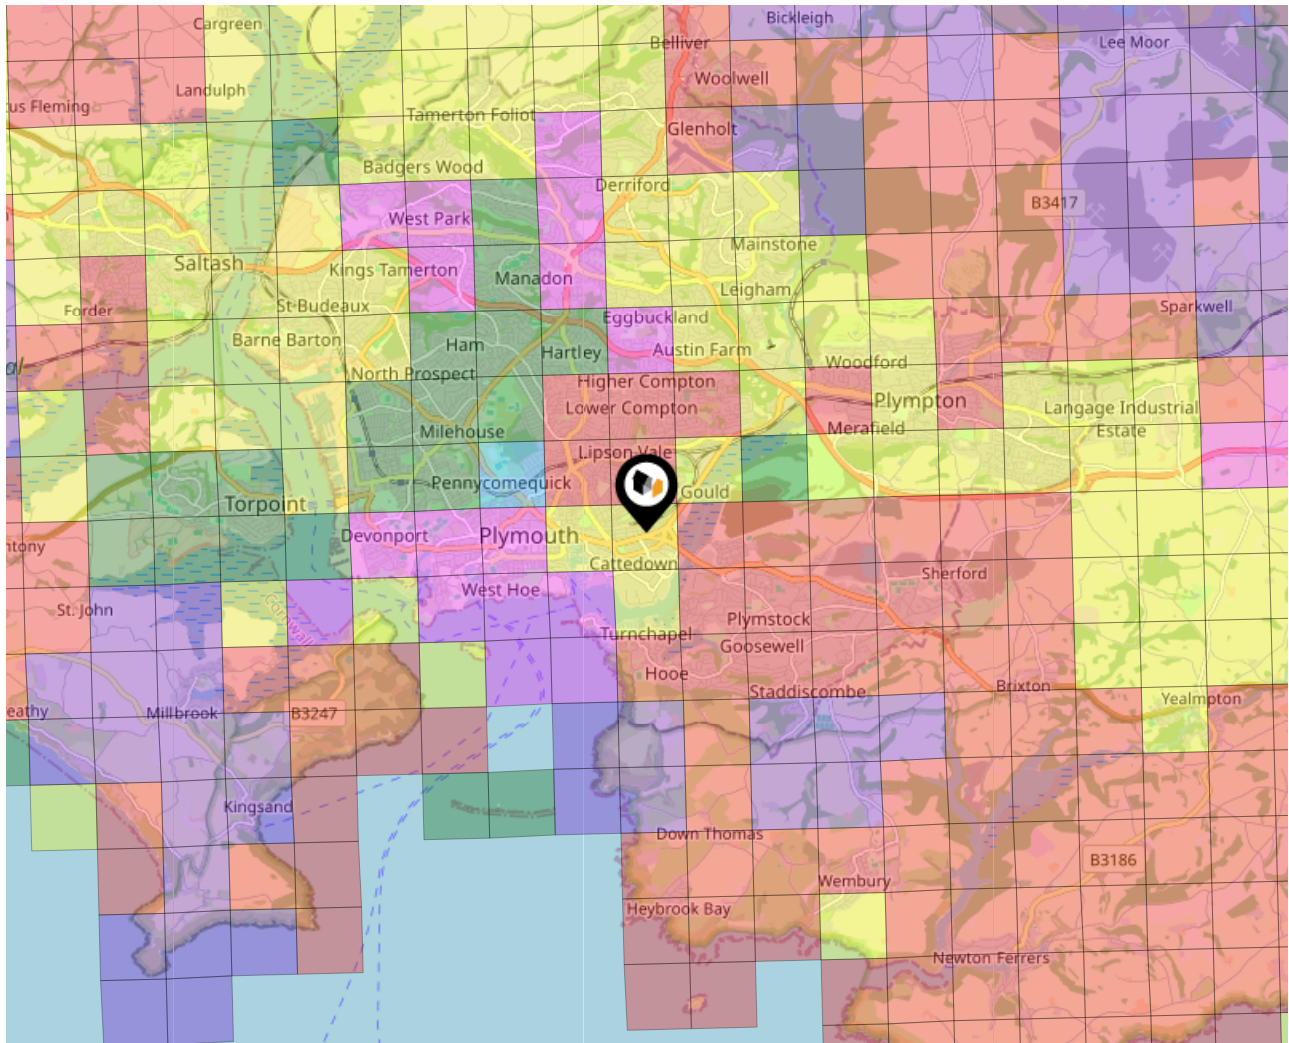 Cargreen
Bickleigh
Belliver
Lee Moor
Woolwell
Landulph
us Fleming
Tamerton Foliot
Glenholt
Badgers Wood
Derriford
B3417
West Park
Mainstone
Saltash
Kings Tamerton
Manadon
Leigham
St Budeaux
Forder
Sparkwell
Eggbuckland
Barne Barton
Ham
Hartley
Austin Farm
Woodford
al
North Prospect
Higher Compton
Plympton
Lower Compton
Langage Industrial
Estate
Milehouse
Merafield
Lipson Vale
Pennycomequick
Gould
Torpoint
Devonport
Plymouth
ntony
Cattedown
Sherford
West Hoe
St. John
Cornwall
Plymstock
Turnchapel
Goosewell
Hooe
Staddiscombe
Brixton
Yealmpton
eathy
Millbrook
B3247
Kingsand
Down Thomas
B3186
Wembury
Heybrook Bay
Newton Ferrers